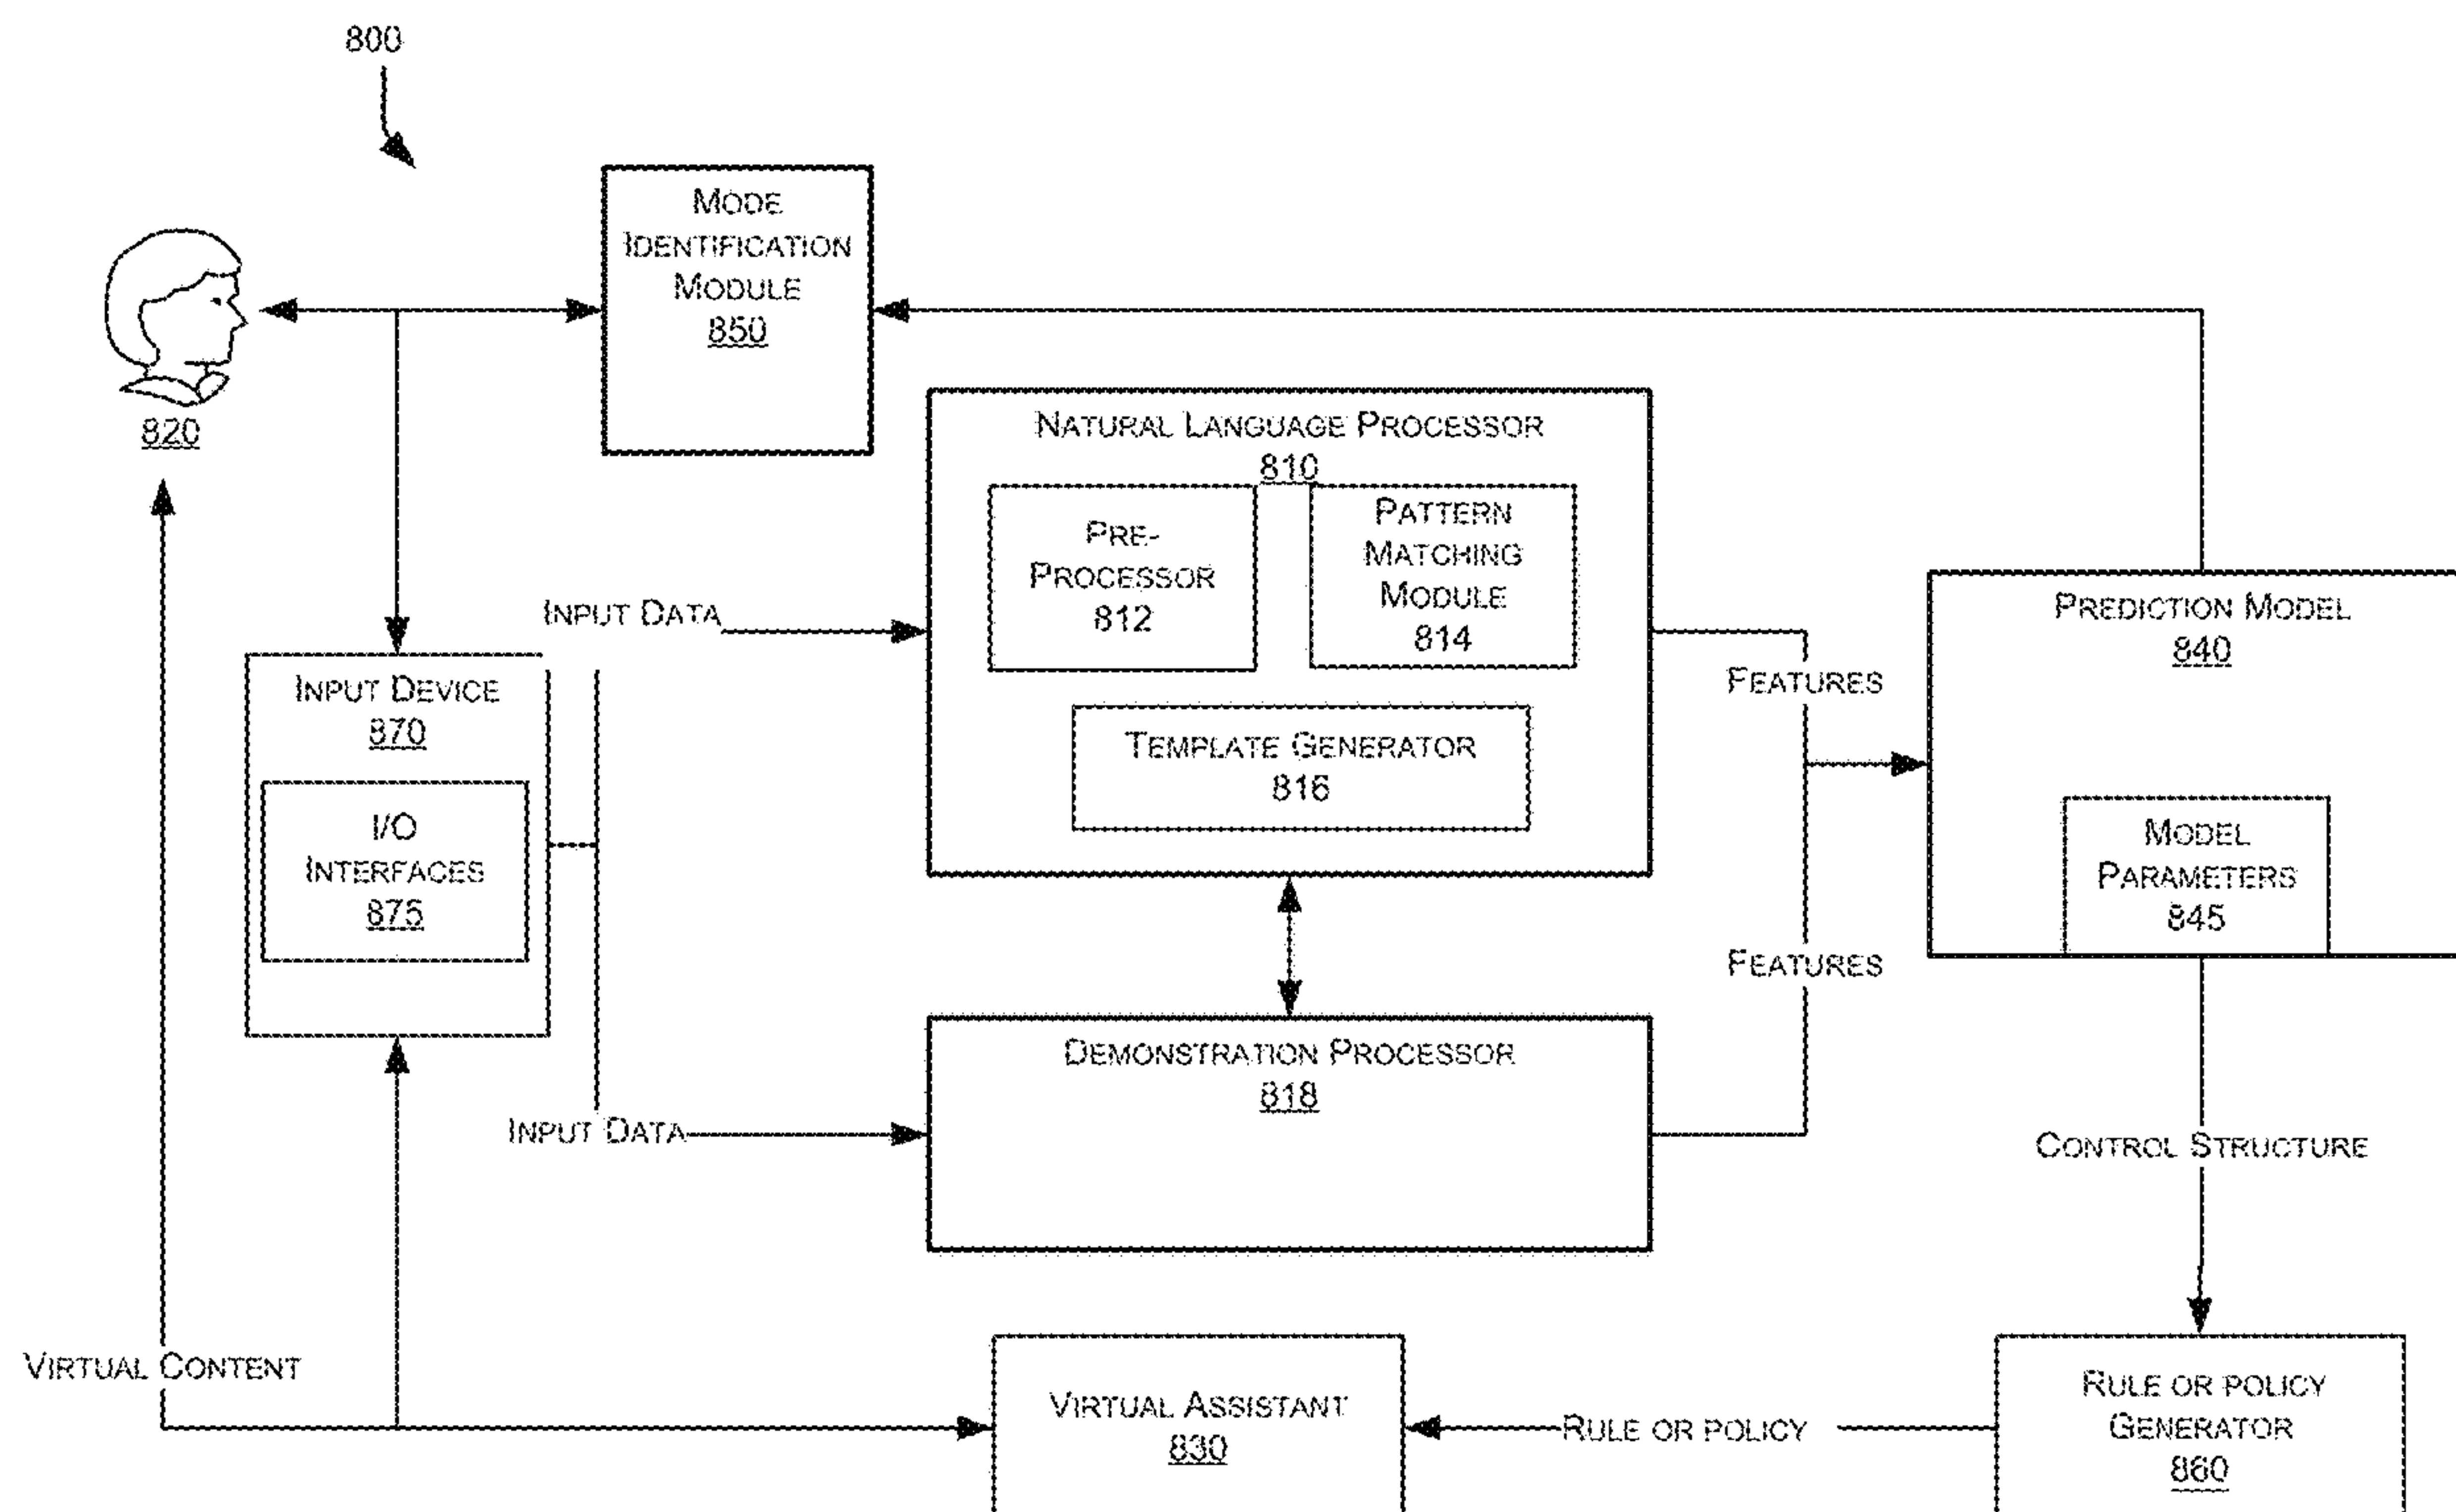 800
MODE
IDENTIFICATION
MODULE
850
820
NATURAL LANGUAGE PROCESSOR
810
PRE-
PROCESSOR
812
PATTERN
MATCHING
MODULE
814
TEMPLATE GENERATOR
816
INPUT DATA
INPUT DEVICE
870
I/O
INTERFACES
875
FEATURES
PREDICTION MODEL
840
MODEL
PARAMETERS
845
FEATURES
DEMONSTRATION PROCESSOR
818
INPUT DATA
CONTROL STRUCTURE
VIRTUAL CONTENT
VIRTUAL ASSISTANT
830
RULE OR POLICY
RULE OR POLICY
GENERATOR
860